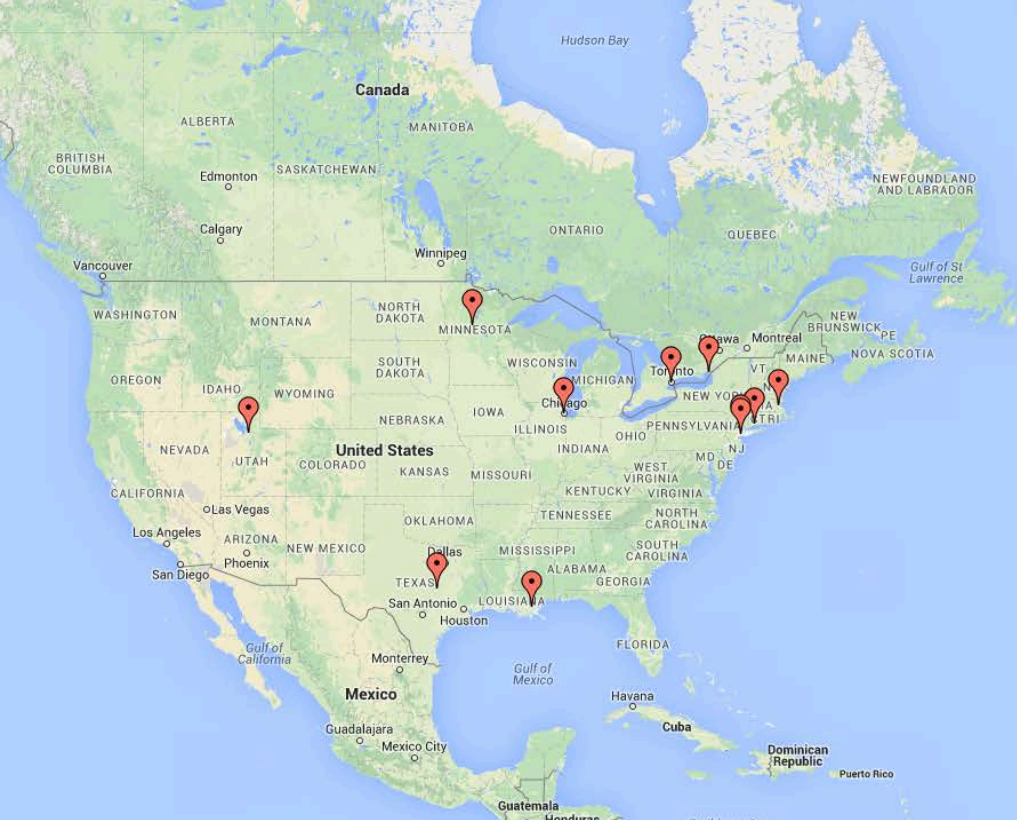 Hudson Bay
Canada
ALBERTA
MANITOBA
BRITISH
COLUMBIA
SASKATCHEWAN
Edmonton
NEWFOUNDLAND
AND LABRADOR
Calgary
ONTARIO
QUEBEC
Winnipeg
Vancouver
Gulf of St
Lawrence
WASHINGTON
MONTANA
NORTH
DAKOTA
MINNESOTA
NEW
BRUNSWICK
PE
NOVA SCOTIA
Montreal
MAINE
VT
Toronto
OREGON
IDAHO
WYOMING
SOUTH
DAKOTA
WISCONSIN
MICHIGAN
Chicago
NEW YORK
NEBRASKA
IOWA
ILLINOIS
PENNSYLVANIA
OHIO
INDIANA
NJ
MD
DE
NEVADA
UTAH
COLORADO
United States
KANSAS
MISSOURI
WEST
VIRGINIA
KENTUCKY
VIRGINIA
CALIFORNIA
Las Vegas
Los Angeles
ARIZONA
NEW MEXICO
OKLAHOMA
TENNESSEE
NORTH
CAROLINA
Phoenix
San Diego
Dallas
MISSISSIPPI
ALABAMA
SOUTH
CAROLINA
GEORGIA
TEXAS
San Antonio
Houston
LOUISIANA
FLORIDA
Gulf of
California
Monterrey
Gulf of
Mexico
Mexico
Havana
Cuba
Guadalajara
Mexico City
Dominican
Republic
Puerto Rico
Guatemala
Honduras